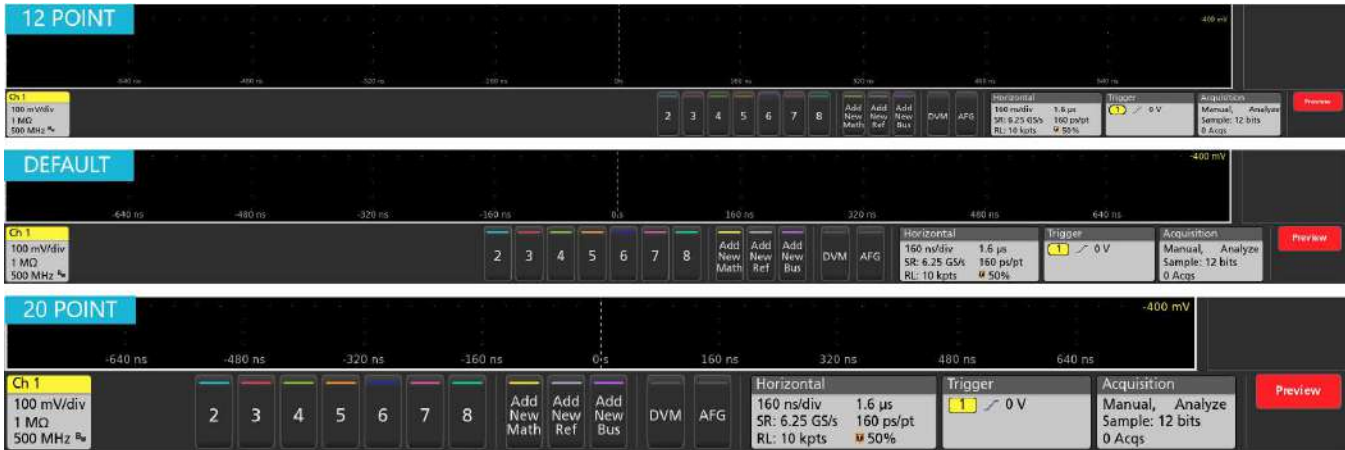 12 POINT
-400 mV
-640 ns -480 ns -320 ns -160 ns 0 s 160 ns 320 ns 480 ns 640 ns
Ch 1
100 mV/div
1 MΩ
500 MHz
2 3 4 5 6 7 8
Add New Math
Add New Ref
Add New Bus
DVM AFG
Horizontal
160 ns/div 1.6 µs
SR: 6.25 GS/s 160 ps/pt
RL: 10 kpts 50%
Trigger
1 0 V
Acquisition
Manual, Analyze
Sample: 12 bits
0 Acqs
Preview
DEFAULT
-400 mV
-640 ns -480 ns -320 ns -160 ns 0 s 160 ns 320 ns 480 ns 640 ns
Ch 1
100 mV/div
1 MΩ
500 MHz
2 3 4 5 6 7 8
Add New Math
Add New Ref
Add New Bus
DVM AFG
Horizontal
160 ns/div 1.6 µs
SR: 6.25 GS/s 160 ps/pt
RL: 10 kpts 50%
Trigger
1 0 V
Acquisition
Manual, Analyze
Sample: 12 bits
0 Acqs
Preview
20 POINT
-400 mV
-640 ns -480 ns -320 ns -160 ns 0 s 160 ns 320 ns 480 ns 640 ns
Ch 1
100 mV/div
1 MΩ
500 MHz
2 3 4 5 6 7 8
Add New Math
Add New Ref
Add New Bus
DVM AFG
Horizontal
160 ns/div 1.6 µs
SR: 6.25 GS/s 160 ps/pt
RL: 10 kpts 50%
Trigger
1 0 V
Acquisition
Manual, Analyze
Sample: 12 bits
0 Acqs
Preview